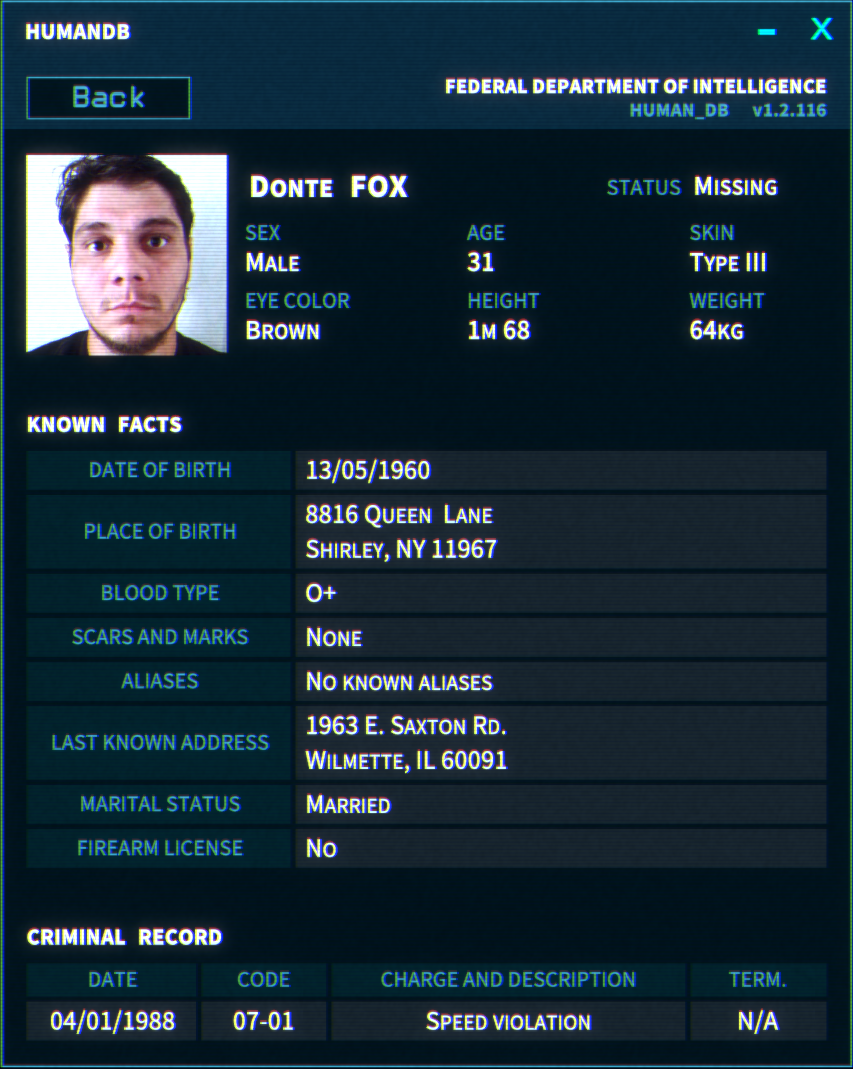 HUMANDB
Back
FEDERAL DEPARTMENT OF INTELLIGENCE
HUMAN_DB v1.2.116
DONTE FOX
STATUS MISSING
SEX AGE SKIN
MALE 31 TYPE III
EYE COLOR HEIGHT WEIGHT
BROWN 1M 68 64KG
KNOWN FACTS
DATE OF BIRTH 13/05/1960
PLACE OF BIRTH 8816 QUEEN LANE
SHIRLEY, NY 11967
BLOOD TYPE O+
SCARS AND MARKS NONE
ALIASES NO KNOWN ALIASES
LAST KNOWN ADDRESS 1963 E. SAXTON RD.
WILMETTE, IL 60091
MARITAL STATUS MARRIED
FIREARM LICENSE NO
CRIMINAL RECORD
DATE CODE CHARGE AND DESCRIPTION TERM.
04/01/1988 07-01 SPEED VIOLATION N/A